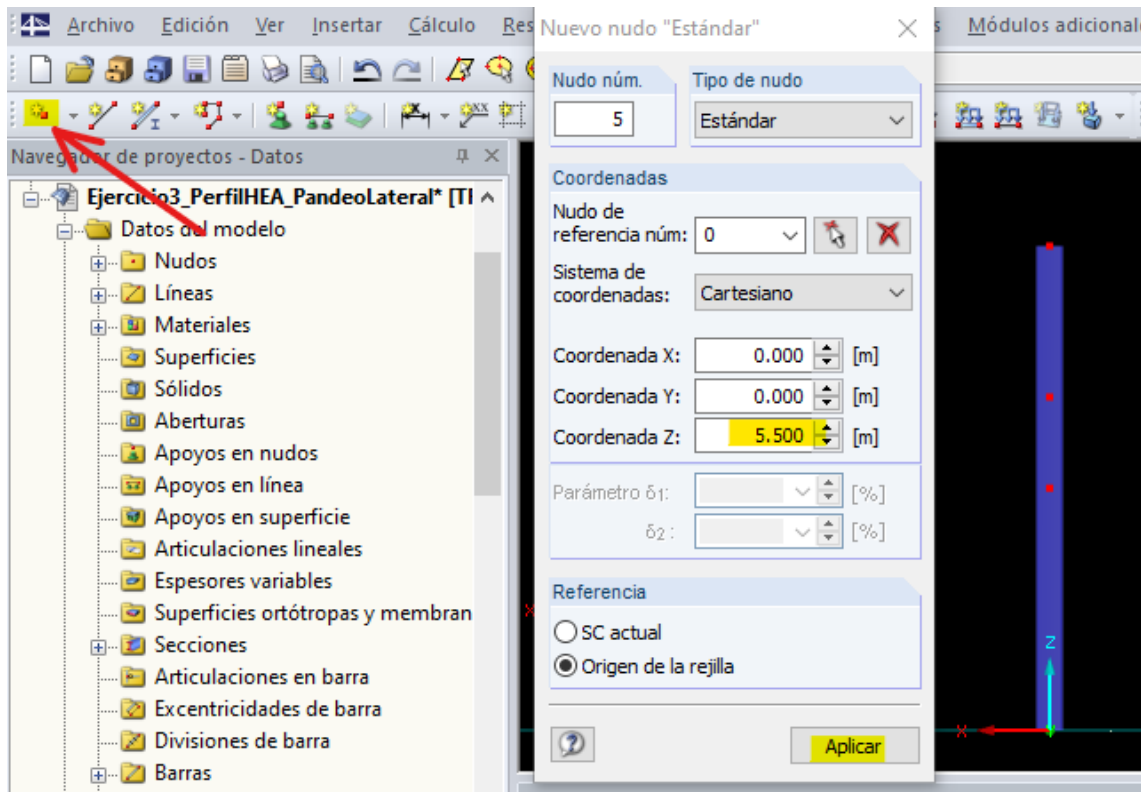 Archivo Edición Ver Insertar Cálculo Res
Módulos adicional
Nuevo nudo "Estándar"
Nudo núm.
5
Tipo de nudo
Estándar
Coordenadas
Nudo de
referencia núm: 0
Sistema de
coordenadas: Cartesiano
Coordenada X: 0.000 [m]
Coordenada Y: 0.000 [m]
Coordenada Z: 5.500 [m]
Parámetro δ1: [%]
δ2 : [%]
Referencia
SC actual
Origen de la rejilla
Aplicar
Navegador de proyectos - Datos
Ejercicio3_PerfilHEA_PandeoLateral*
Datos del modelo
Nudos
Líneas
Materiales
Superficies
Sólidos
Aberturas
Apoyos en nudos
Apoyos en línea
Apoyos en superficie
Articulaciones lineales
Espesores variables
Superficies ortótropas y membran
Secciones
Articulaciones en barra
Excentricidades de barra
Divisiones de barra
Barras
Z
X